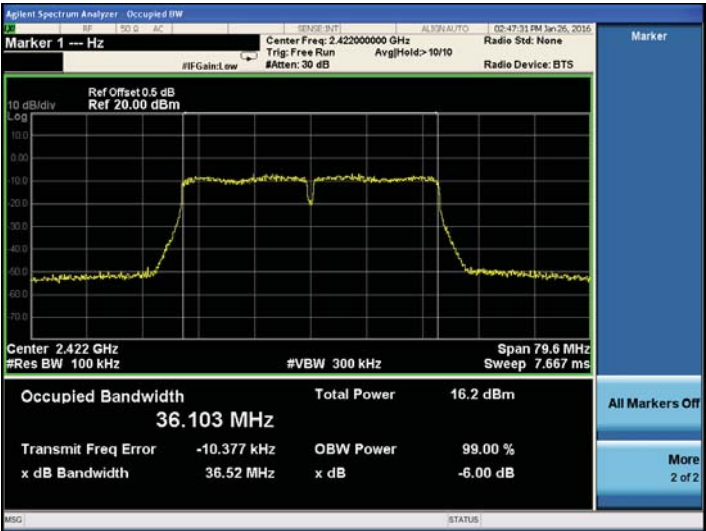 Agilent Spectrum Analyzer - Occupied BW
RF 50 Ω AC SENSE:INT ALIGN AUTO 02:47:31 PM Jan 26, 2016
Marker 1 --- Hz
Center Freq: 2.422000000 GHz
Radio Std: None
Trig: Free Run Avg|Hold:> 10/10
#IFGain:Low #Atten: 30 dB
Radio Device: BTS
Marker
Ref Offset 0.5 dB
10 dB/div Ref 20.00 dBm
Log
10.0
0.00
-10.0
-20.0
-30.0
-40.0
-50.0
-60.0
-70.0
Center 2.422 GHz Span 79.6 MHz
#Res BW 100 kHz #VBW 300 kHz Sweep 7.667 ms
Occupied Bandwidth Total Power 16.2 dBm
36.103 MHz
Transmit Freq Error -10.377 kHz OBW Power 99.00 %
x dB Bandwidth 36.52 MHz x dB -6.00 dB
All Markers Off
More
2 of 2
MSG STATUS